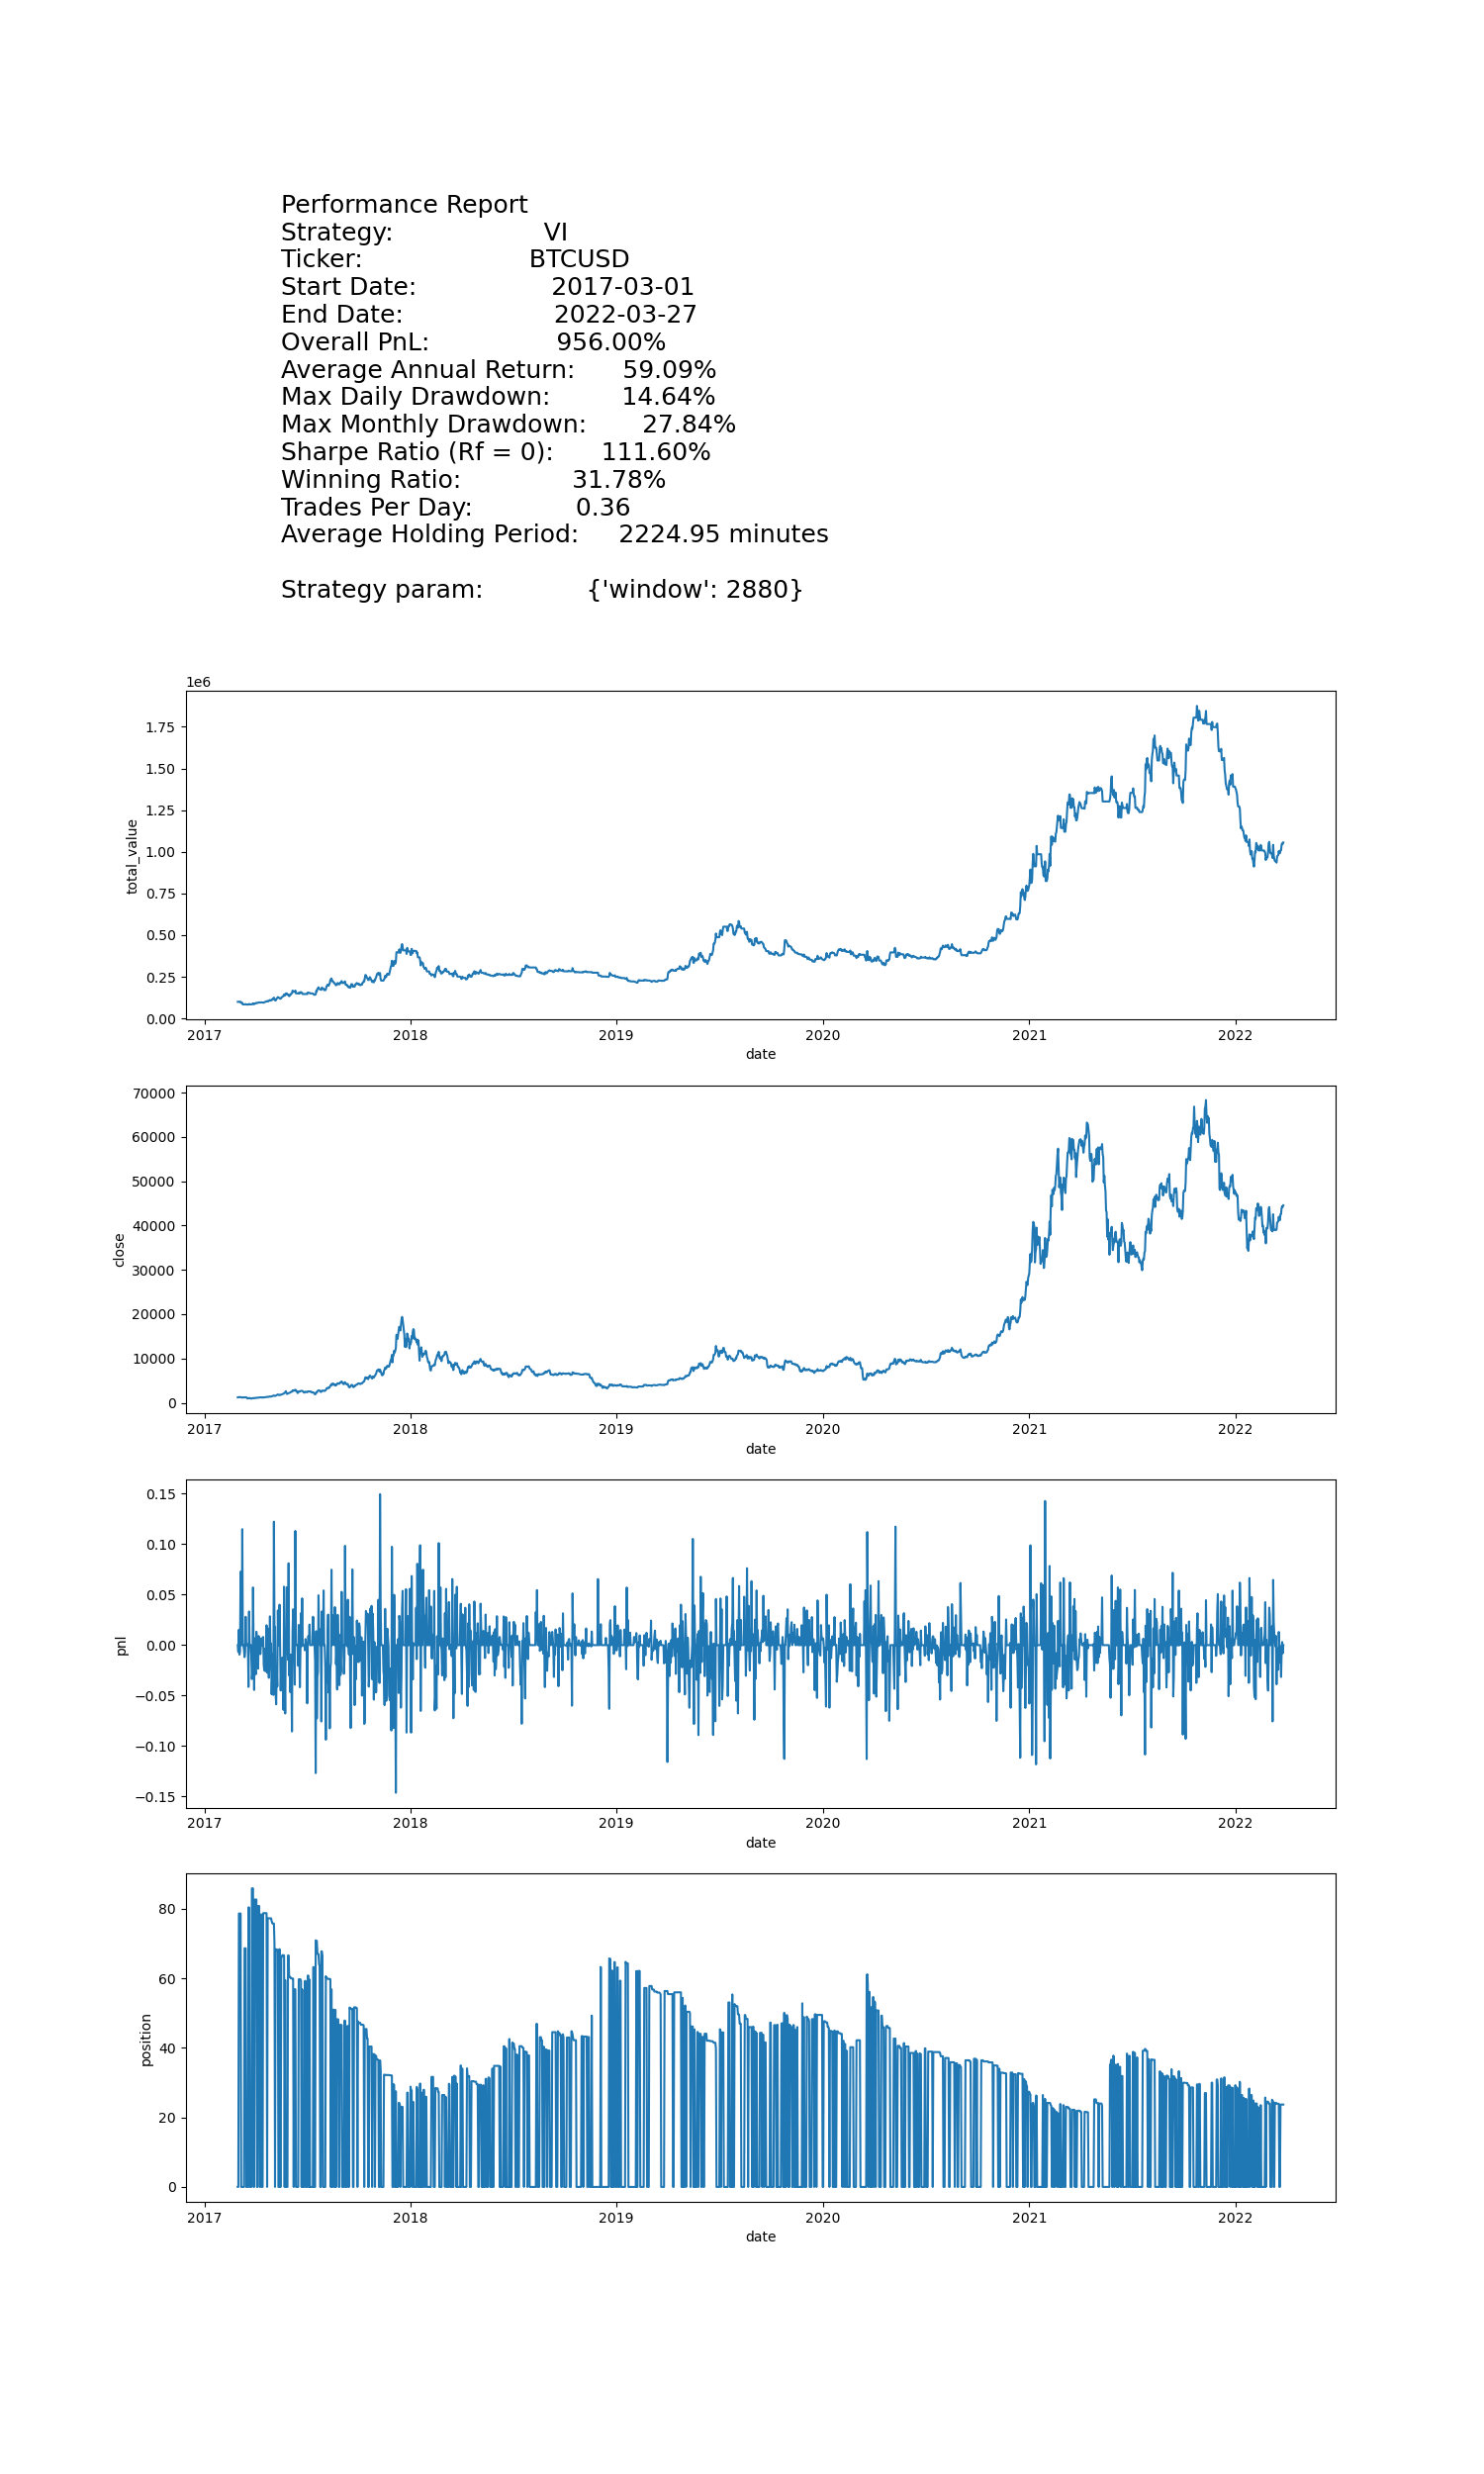 Performance Report
Strategy: VI
Ticker: BTCUSD
Start Date: 2017-03-01
End Date: 2022-03-27
Overall PnL: 956.00%
Average Annual Return: 59.09%
Max Daily Drawdown: 14.64%
Max Monthly Drawdown: 27.84%
Sharpe Ratio (Rf = 0): 111.60%
Winning Ratio: 31.78%
Trades Per Day: 0.36
Average Holding Period: 2224.95 minutes
Strategy param: {'window': 2880}
1e6
1.75
1.50
1.25
1.00
0.75
0.50
0.25
0.00
total_value
2017 2018 2019 2020 2021 2022
date
70000
60000
50000
40000
30000
20000
10000
0
close
2017 2018 2019 2020 2021 2022
date
0.15
0.10
0.05
0.00
−0.05
−0.10
−0.15
pnl
2017 2018 2019 2020 2021 2022
date
80
60
40
20
0
position
2017 2018 2019 2020 2021 2022
date